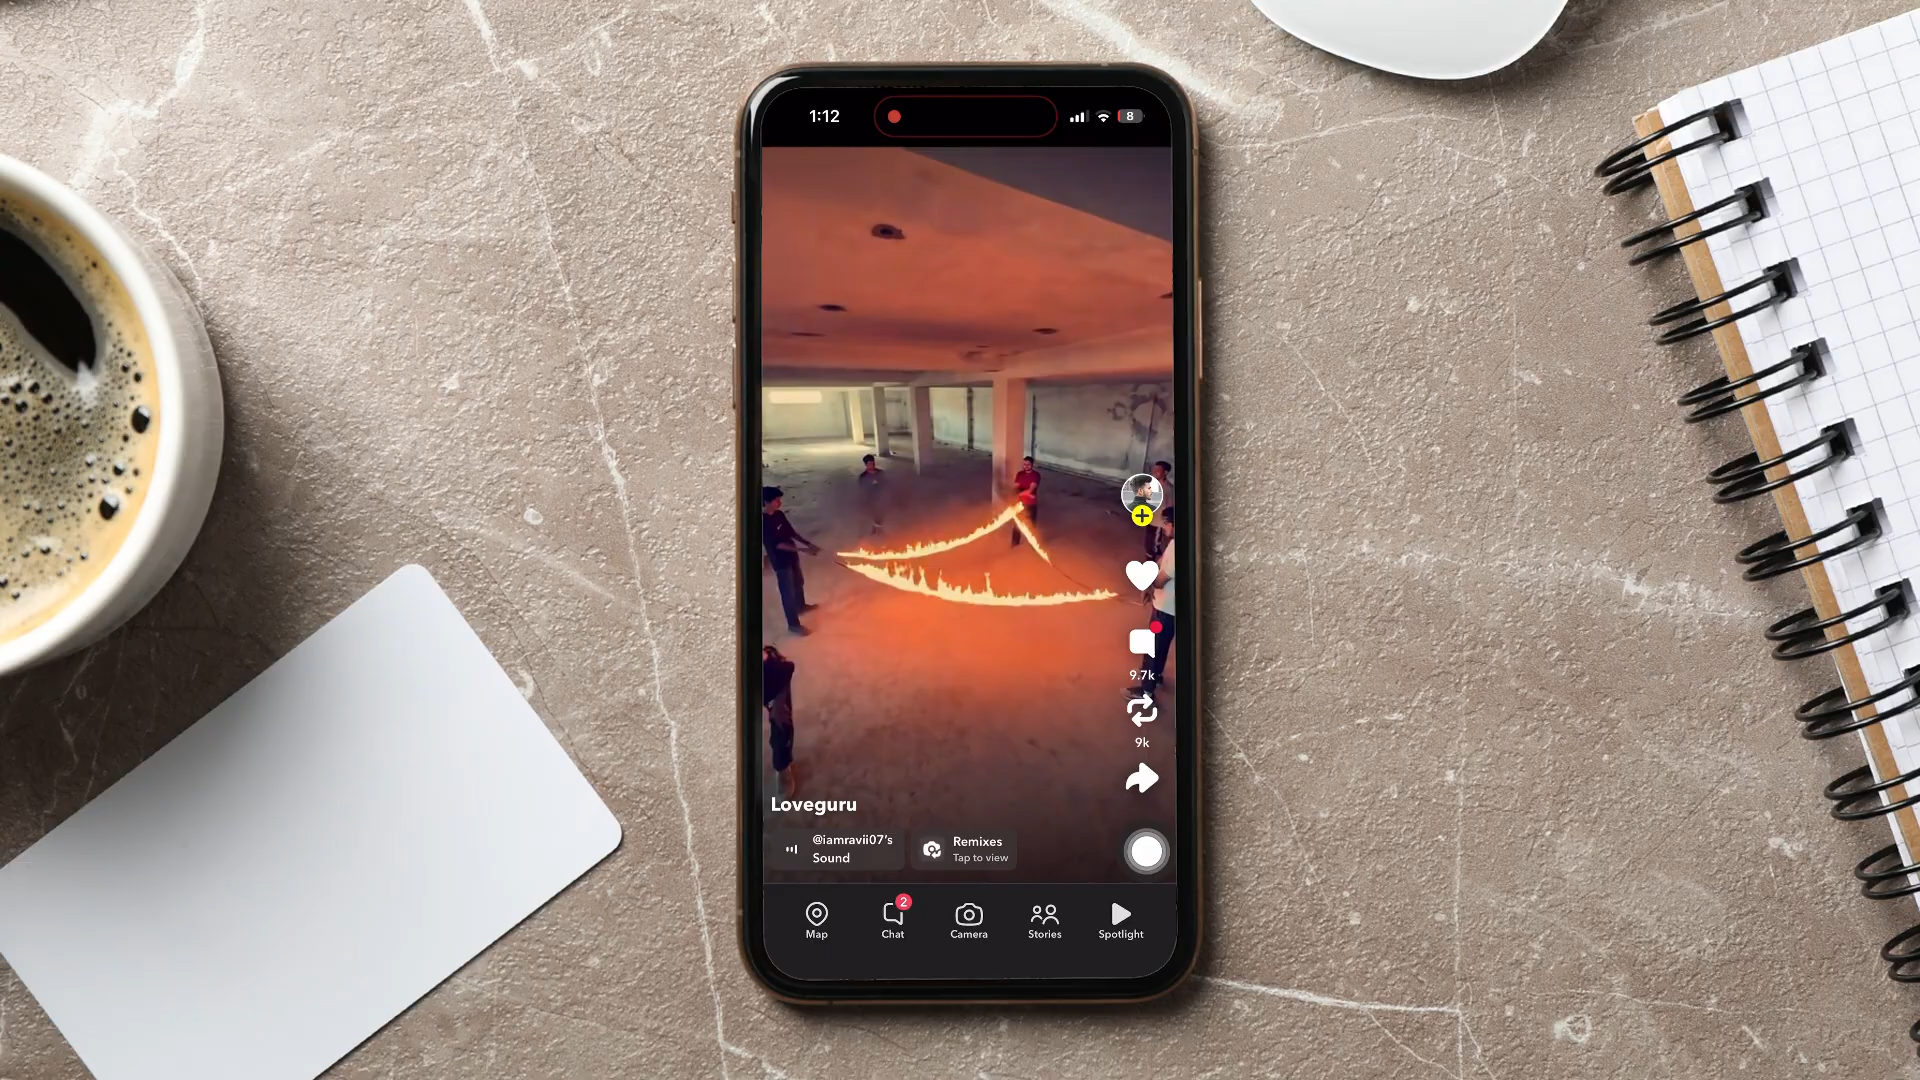 1:12
8
9.7k
9k
Loveguru
@iamravii07's
Sound
Remixes
Tap to view
2
Map
Chat
Camera
Stories
Spotlight